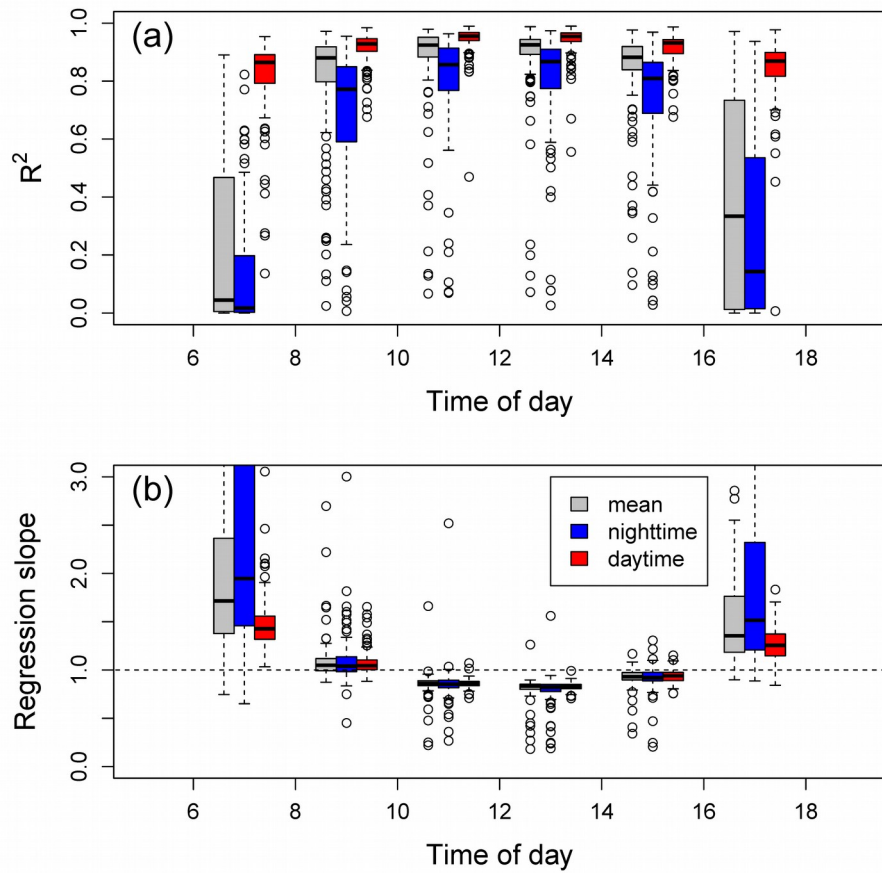 (a)
R²
1.0
0.8
0.6
0.4
0.2
0.0
6 8 10 12 14 16 18
Time of day
(b)
Regression slope
3.0
2.0
1.0
0.0
mean
nighttime
daytime
6 8 10 12 14 16 18
Time of day